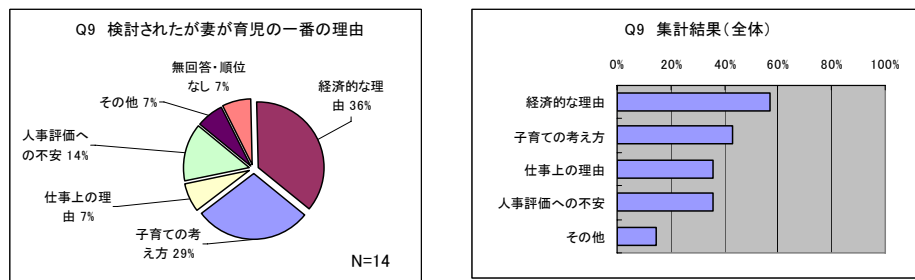 Q9 検討されたが妻が育児の一番の理由
無回答・順位
なし 7%
その他 7%
人事評価へ
の不安 14%
仕事上の理
由 7%
子育ての考
え方 29%
経済的な理
由 36%
N=14
Q9 集計結果(全体)
0% 20% 40% 60% 80% 100%
経済的な理由
子育ての考え方
仕事上の理由
人事評価への不安
その他